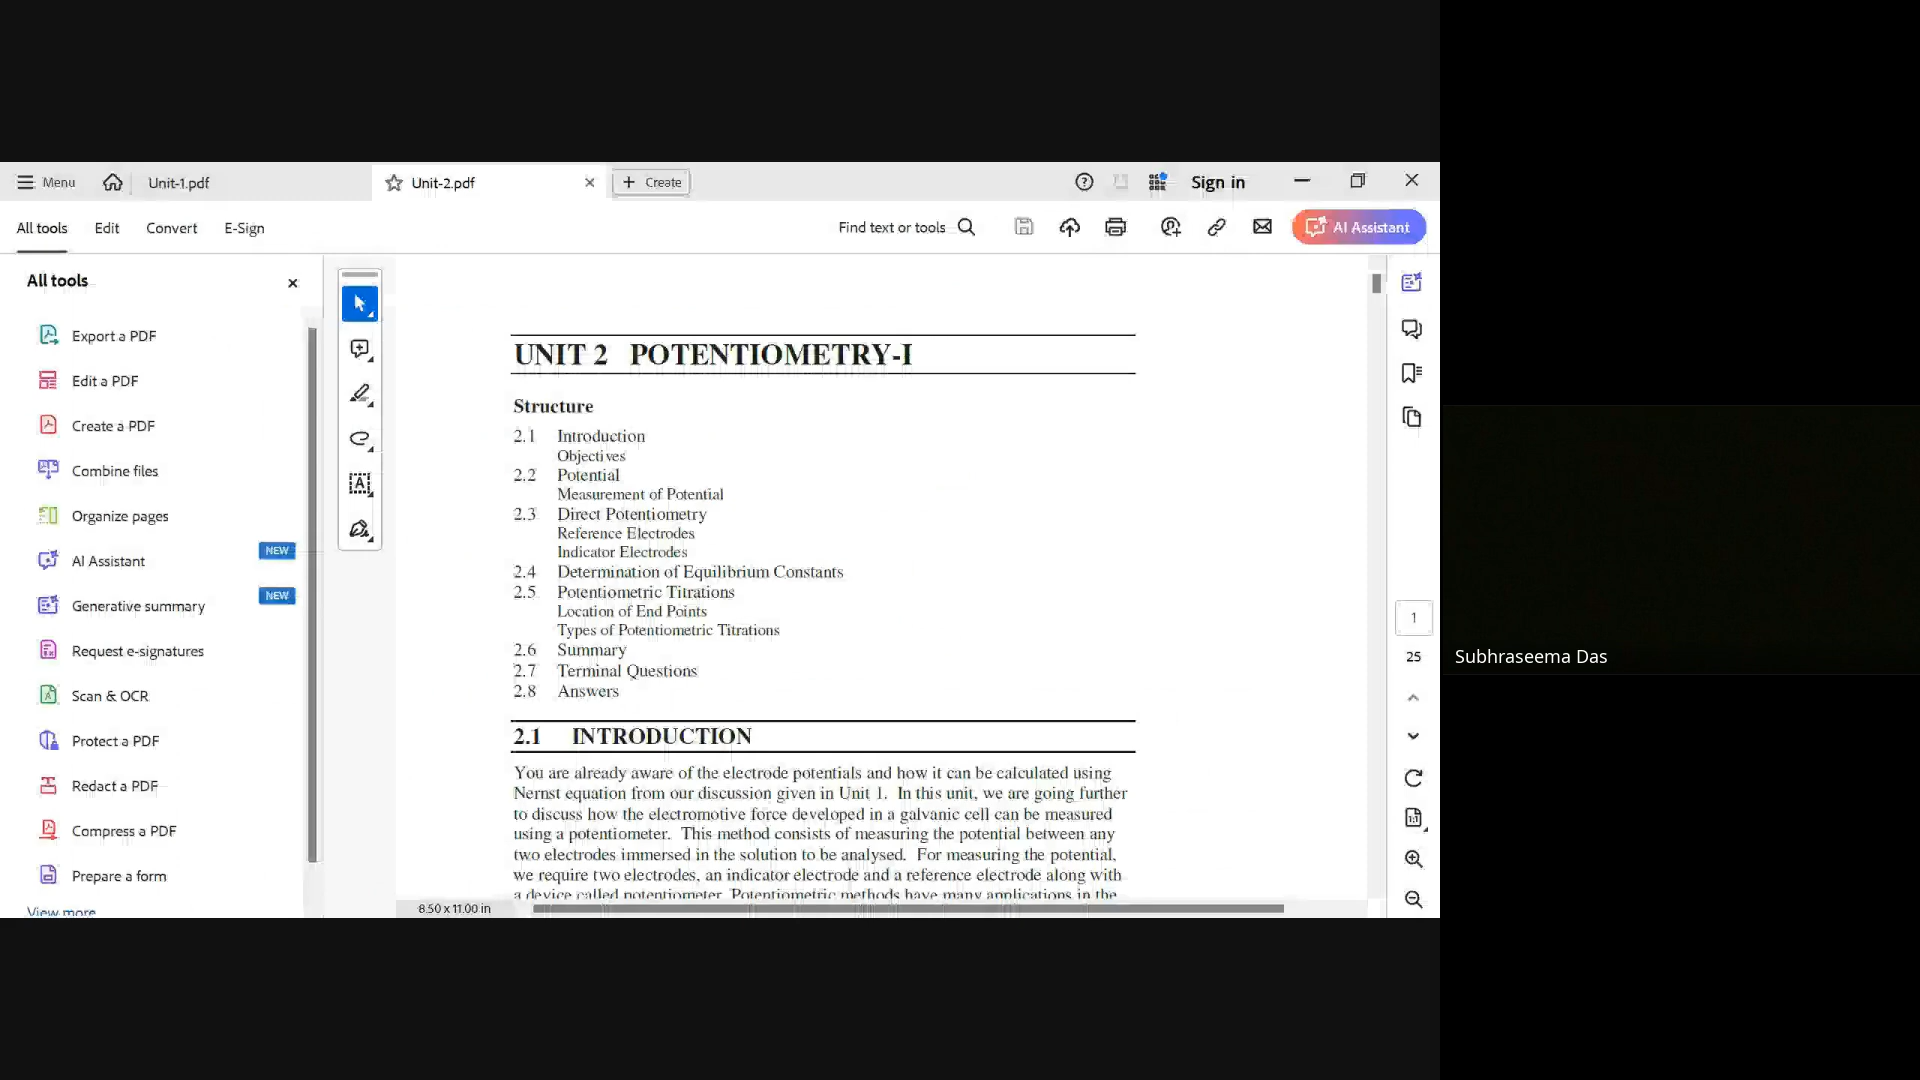 Menu
Unit-1.pdf
Unit-2.pdf
Create
Sign in
All tools
Edit
Convert
E-Sign
Find text or tools
AI Assistant
All tools
Export a PDF
Edit a PDF
Create a PDF
Combine files
Organize pages
AI Assistant
NEW
Generative summary
NEW
Request e-signatures
Scan & OCR
Protect a PDF
Redact a PDF
Compress a PDF
Prepare a form
View more
UNIT 2 POTENTIOMETRY-I
Structure
2.1 Introduction
Objectives
2.2 Potential
Measurement of Potential
2.3 Direct Potentiometry
Reference Electrodes
Indicator Electrodes
2.4 Determination of Equilibrium Constants
2.5 Potentiometric Titrations
Location of End Points
Types of Potentiometric Titrations
2.6 Summary
2.7 Terminal Questions
2.8 Answers
2.1 INTRODUCTION
You are already aware of the electrode potentials and how it can be calculated using
Nernst equation from our discussion given in Unit 1. In this unit, we are going further
to discuss how the electromotive force developed in a galvanic cell can be measured
using a potentiometer. This method consists of measuring the potential between any
two electrodes immersed in the solution to be analysed. For measuring the potential,
we require two electrodes, an indicator electrode and a reference electrode along with
a device called potentiometer. Potentiometric methods have many applications in the
8.50 x 11.00 in
1
25
Subhraseema Das